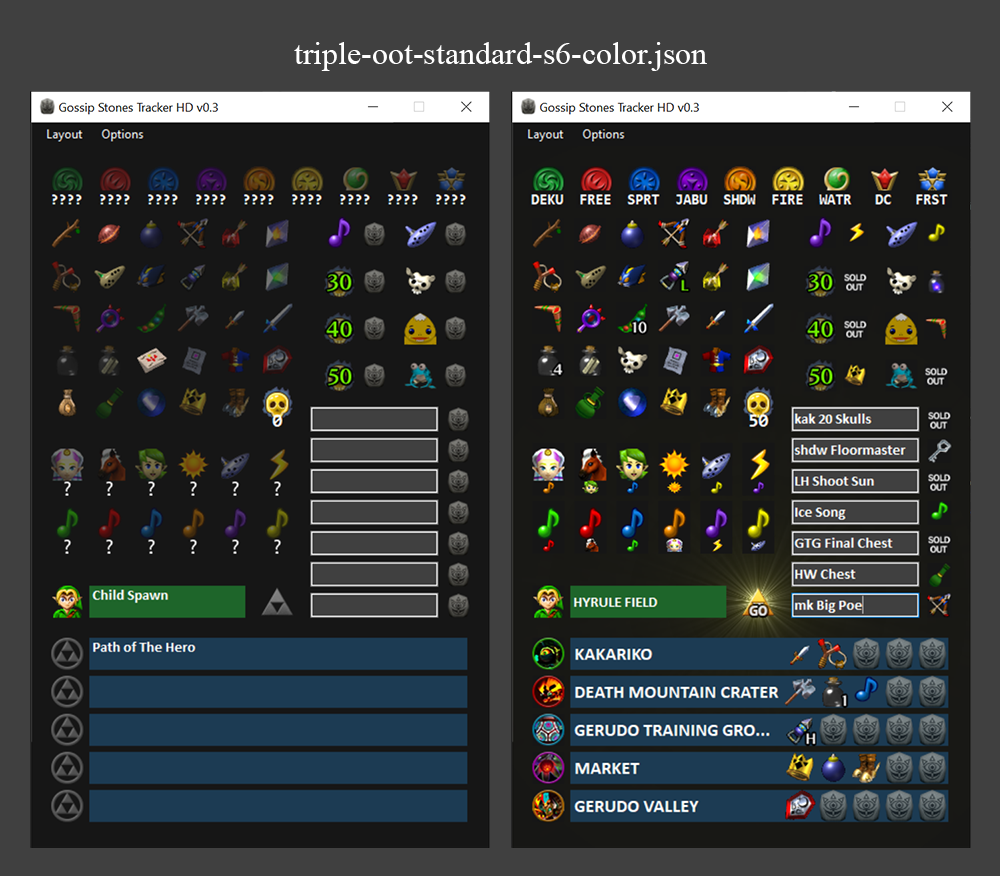 triple-oot-standard-s6-color.json
Gossip Stones Tracker HD v0.3
Layout Options
???? ???? ???? ???? ???? ???? ???? ???? ????
30
40
50
0
? ? ? ? ? ?
? ? ? ? ? ?
Child Spawn
Path of The Hero
Gossip Stones Tracker HD v0.3
Layout Options
DEKU FREE SPRT JABU SHDW FIRE WATR DC FRST
L
30 SOLD OUT
10
40 SOLD OUT
4
50
SOLD OUT
50
kak 20 Skulls SOLD OUT
shdw Floormaster
LH Shoot Sun SOLD OUT
Ice Song
GTG Final Chest SOLD OUT
HW Chest
HYRULE FIELD GO mk Big Poe
KAKARIKO
DEATH MOUNTAIN CRATER 1
GERUDO TRAINING GRO... H
MARKET
GERUDO VALLEY